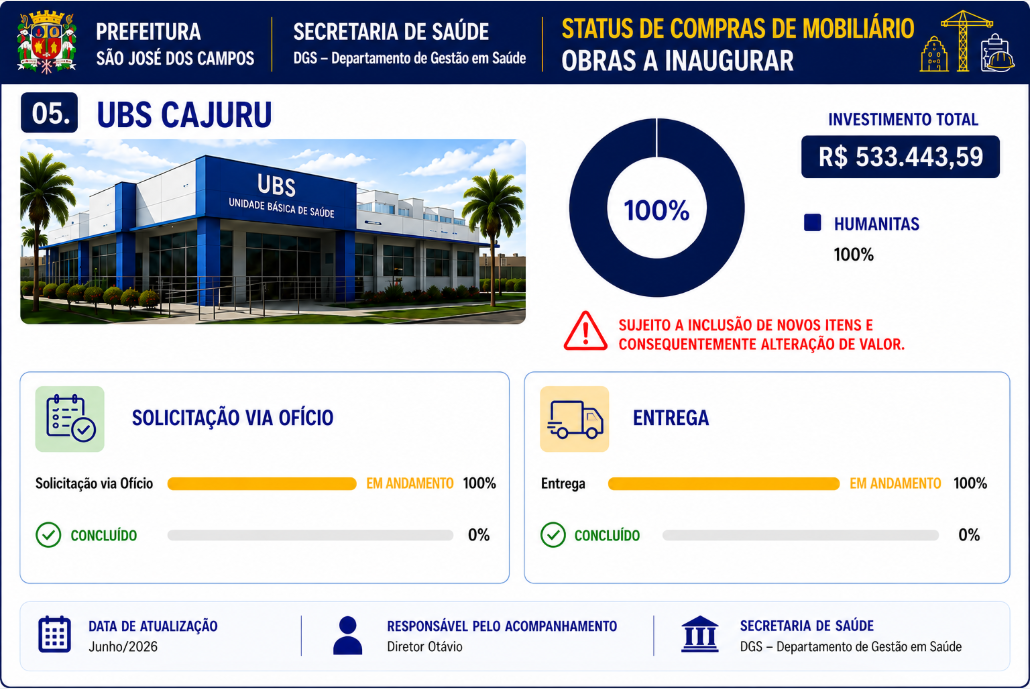 PREFEITURA
SÃO JOSÉ DOS CAMPOS
SECRETARIA DE SAÚDE
DGS – Departamento de Gestão em Saúde
STATUS DE COMPRAS DE MOBILIÁRIO
OBRAS A INAUGURAR
05.
UBS CAJURU
UBS
UNIDADE BÁSICA DE SAÚDE
100%
INVESTIMENTO TOTAL
R$ 533.443,59
HUMANITAS
100%
SUJEITO A INCLUSÃO DE NOVOS ITENS E
CONSEQUENTEMENTE ALTERAÇÃO DE VALOR.
SOLICITAÇÃO VIA OFÍCIO
Solicitação via Ofício EM ANDAMENTO 100%
CONCLUÍDO 0%
ENTREGA
Entrega EM ANDAMENTO 100%
CONCLUÍDO 0%
DATA DE ATUALIZAÇÃO
Junho/2026
RESPONSÁVEL PELO ACOMPANHAMENTO
Diretor Otávio
SECRETARIA DE SAÚDE
DGS – Departamento de Gestão em Saúde